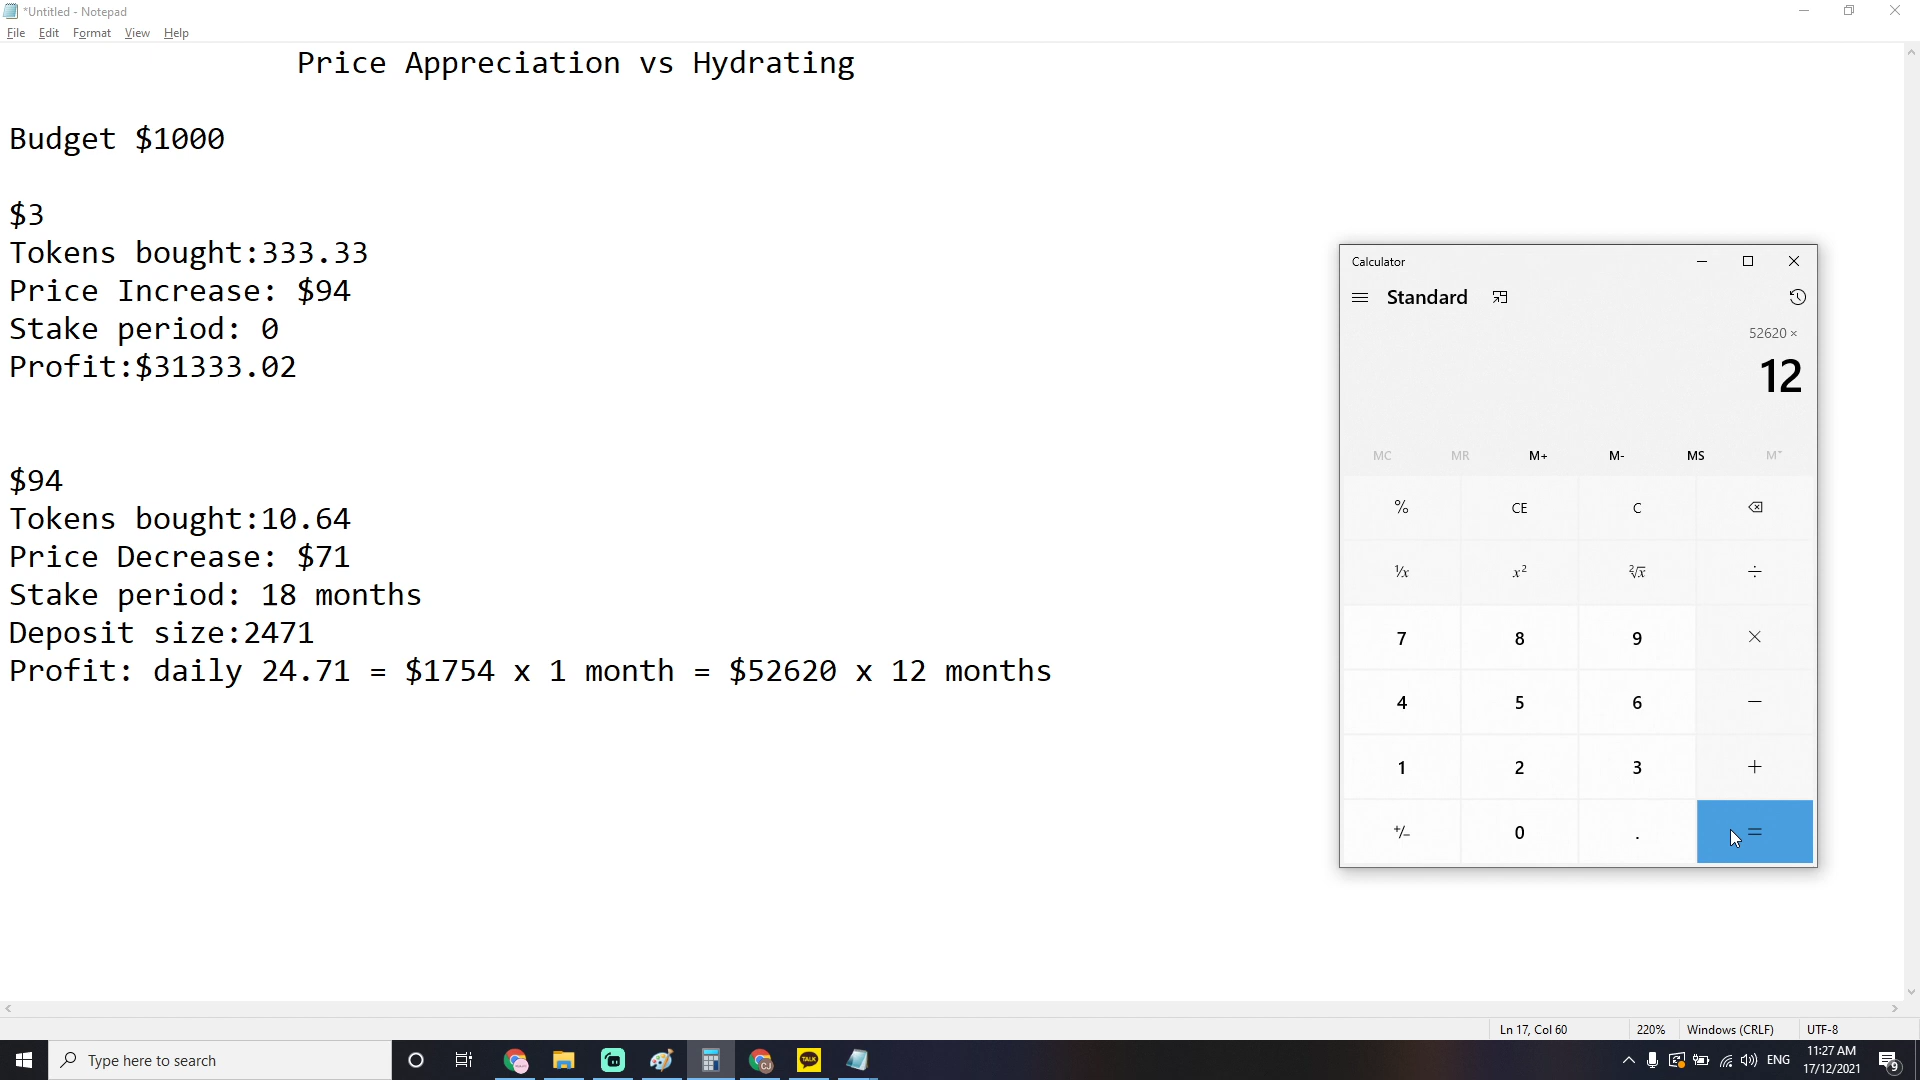 *Untitled - Notepad
File Edit Format View Help
Price Appreciation vs Hydrating
Budget $1000
$3
Tokens bought:333.33
Price Increase: $94
Stake period: 0
Profit:$31333.02
$94
Tokens bought:10.64
Price Decrease: $71
Stake period: 18 months
Deposit size:2471
Profit: daily 24.71 = $1754 x 1 month = $52620 x 12 months
Calculator
Standard
52620 ×
12
MC MR M+ M- MS M˅
% CE C
¹⁄x x² ²√x ÷
7 8 9 ×
4 5 6 −
1 2 3 +
+/− 0 . =
Ln 17, Col 60 220% Windows (CRLF) UTF-8
Type here to search
TALK
CJ
ENG
11:27 AM
17/12/2021
9